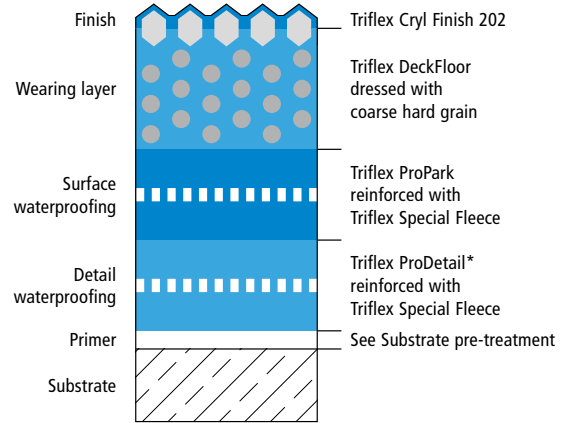 Finish
Triflex Cryl Finish 202
Wearing layer
Triflex DeckFloor
dressed with
coarse hard grain
Surface
waterproofing
Triflex ProPark
reinforced with
Triflex Special Fleece
Detail
waterproofing
Triflex ProDetail*
reinforced with
Triflex Special Fleece
Primer
See Substrate pre-treatment
Substrate